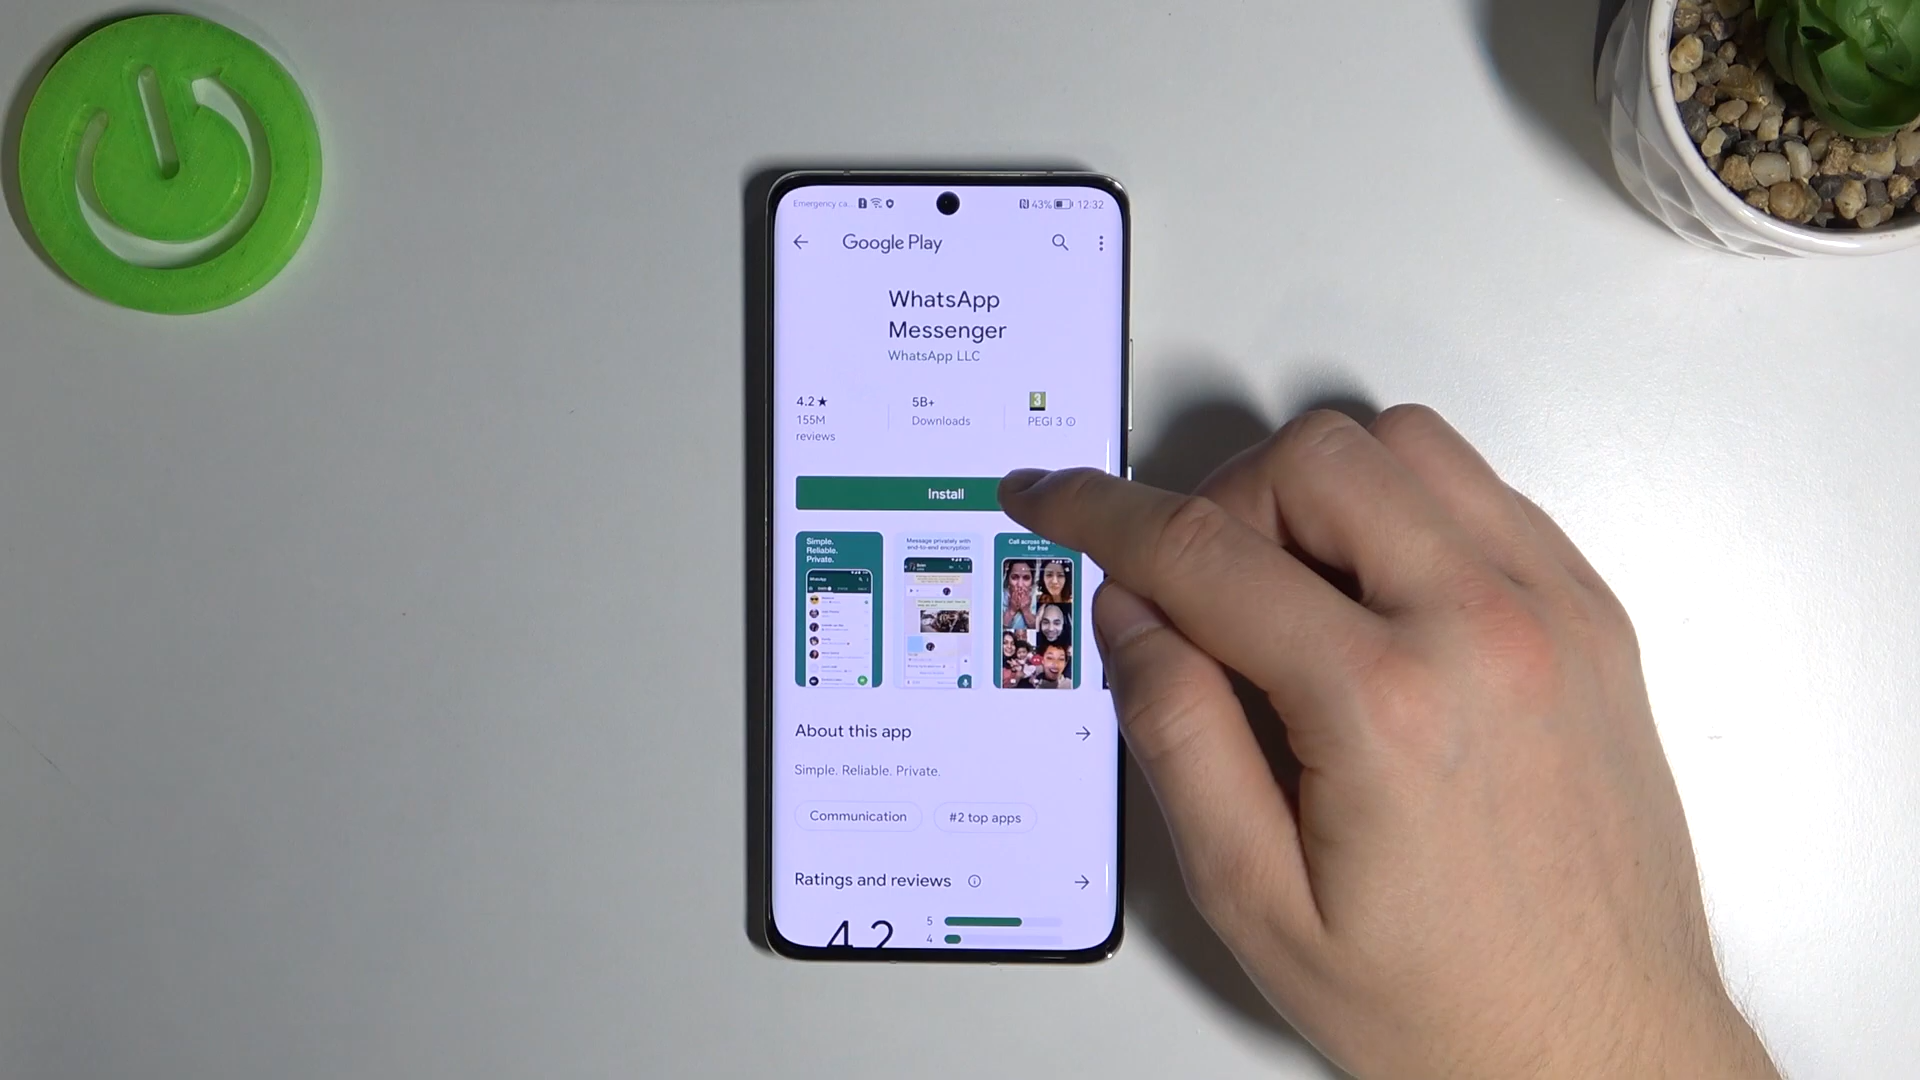 Emergency ca...
43%
12:32
Google Play
WhatsApp
Messenger
WhatsApp LLC
4.2★
155M
reviews
5B+
Downloads
3
PEGI 3
Install
Simple.
Reliable.
Private.
Message privately with
end-to-end encryption
Call across the
for free
WhatsApp
About this app
Simple. Reliable. Private.
Communication
#2 top apps
Ratings and reviews
4.2
5
4